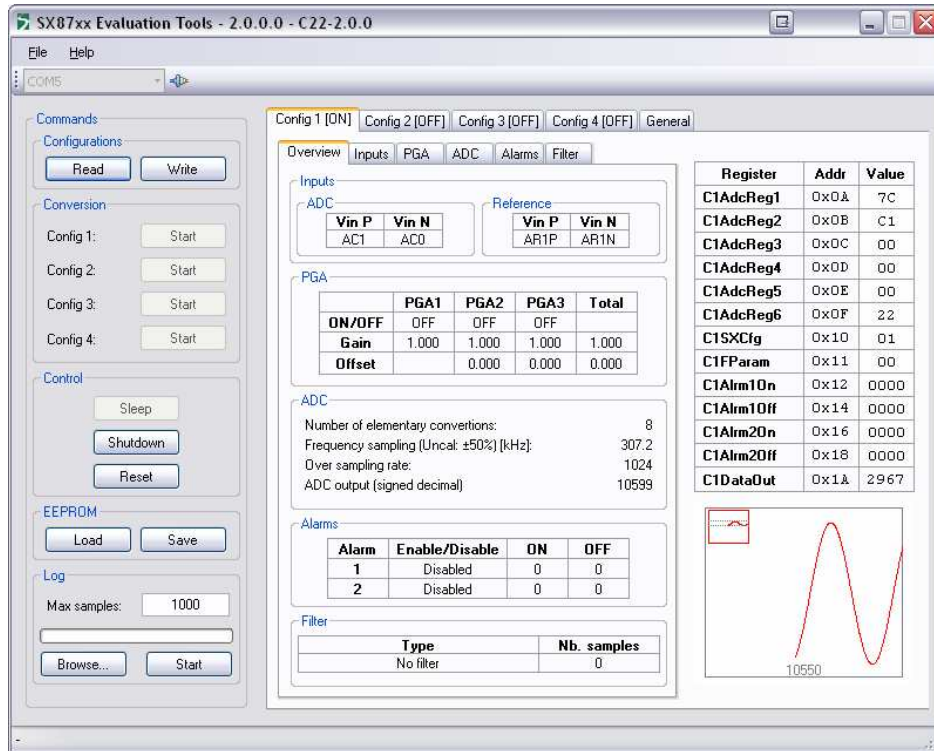 SX87xx Evaluation Tools - 2.0.0.0 - C22-2.0.0
File Help
COM5
Commands
Configurations
Read Write
Conversion
Config 1: Start
Config 2: Start
Config 3: Start
Config 4: Start
Control
Sleep
Shutdown
Reset
EEPROM
Load Save
Log
Max samples: 1000
Browse... Start
Config 1 [ON] Config 2 [OFF] Config 3 [OFF] Config 4 [OFF] General
Overview Inputs PGA ADC Alarms Filter
Inputs
ADC
Vin P Vin N
AC1 AC0
Reference
Vin P Vin N
AR1P AR1N
PGA
PGA1 PGA2 PGA3 Total
ON/OFF OFF OFF OFF
Gain 1.000 1.000 1.000 1.000
Offset 0.000 0.000 0.000
ADC
Number of elementary convertions: 8
Frequency sampling (Uncal: ±50%) [kHz]: 307.2
Over sampling rate: 1024
ADC output (signed decimal) 10599
Alarms
Alarm Enable/Disable ON OFF
1 Disabled 0 0
2 Disabled 0 0
Filter
Type Nb. samples
No filter 0
Register Addr Value
C1AdcReg1 0x0A 7C
C1AdcReg2 0x0B C1
C1AdcReg3 0x0C 00
C1AdcReg4 0x0D 00
C1AdcReg5 0x0E 00
C1AdcReg6 0x0F 22
C1SXCfg 0x10 01
C1FParam 0x11 00
C1Alrm1On 0x12 0000
C1Alrm1Off 0x14 0000
C1Alrm2On 0x16 0000
C1Alrm2Off 0x18 0000
C1DataOut 0x1A 2967
10550
-